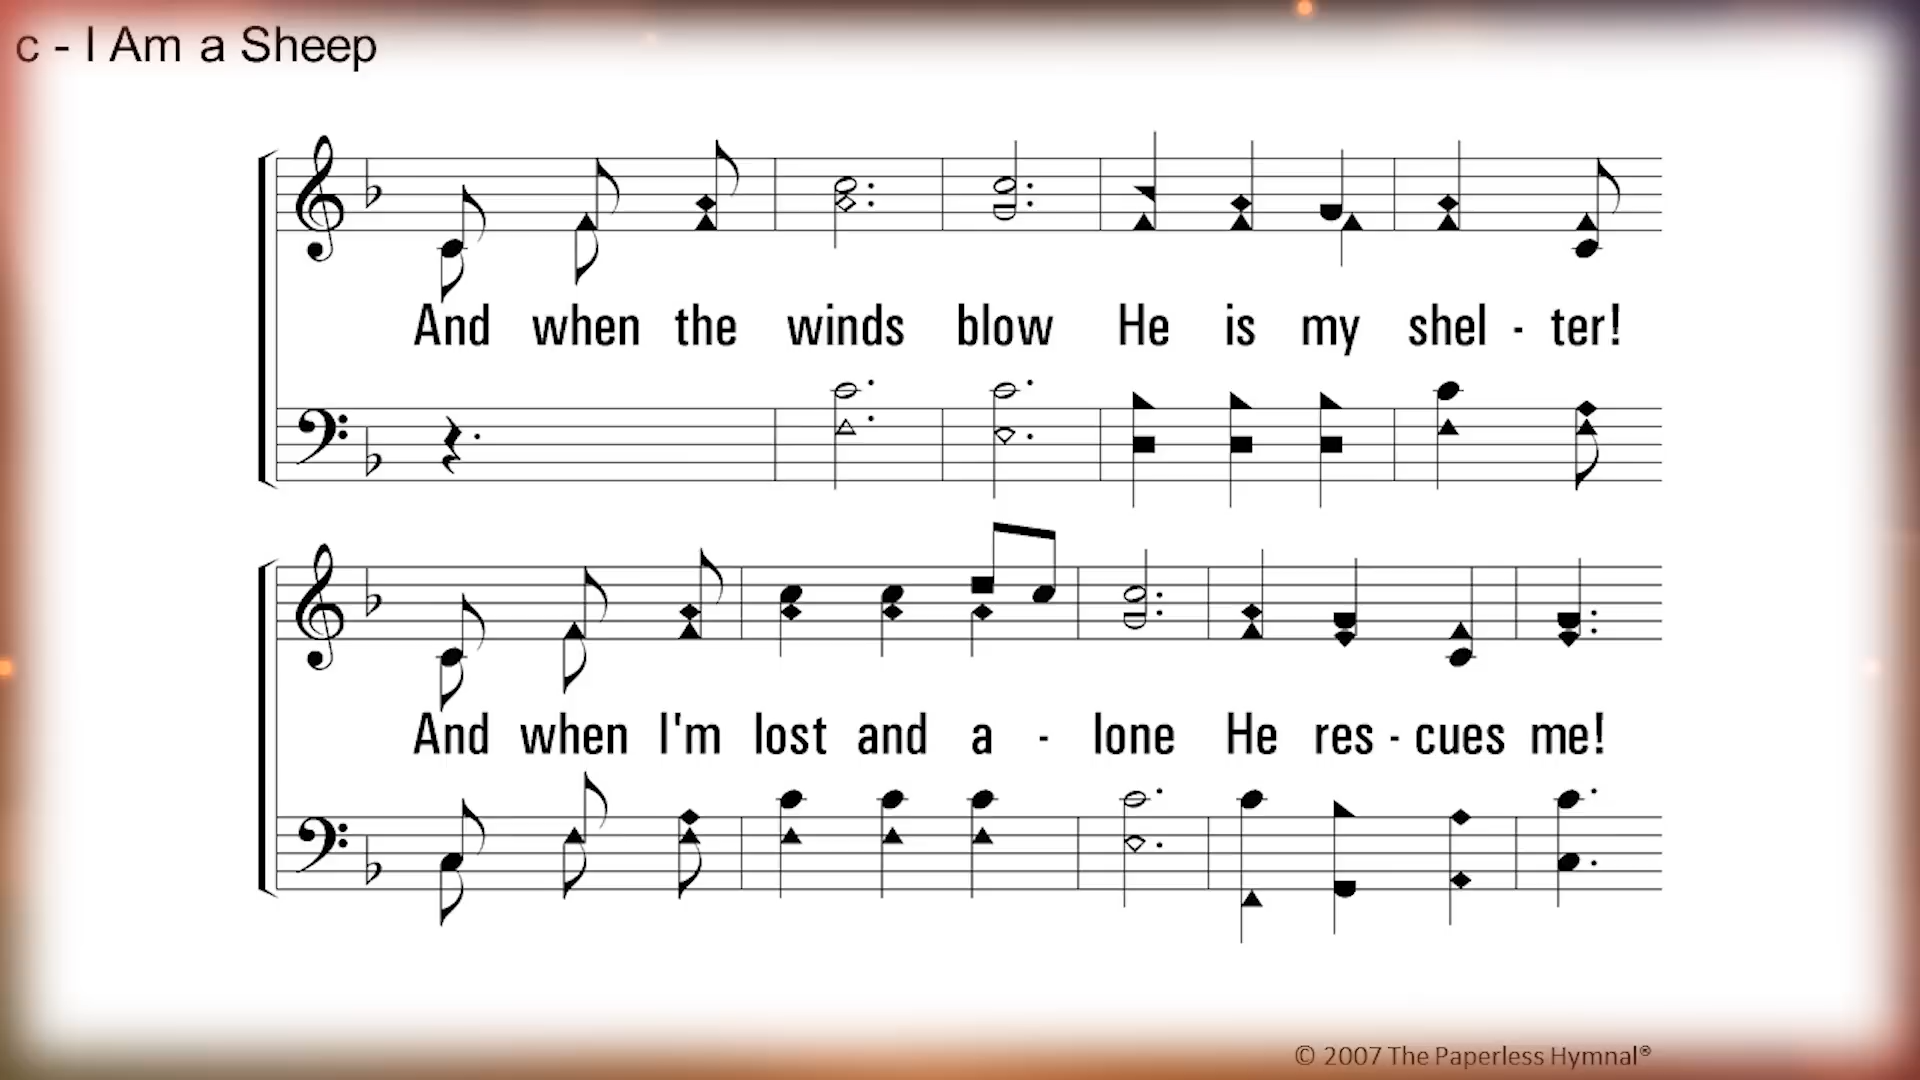 c - I Am a Sheep
And when the winds blow He is my shel - ter!
And when I'm lost and a - lone He res - cues me!
© 2007 The Paperless Hymnal®